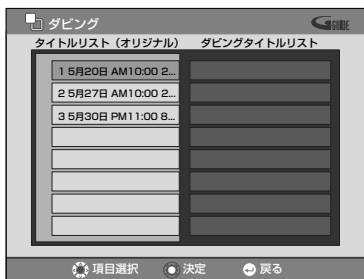 ダビング
GGUIDE
タイトルリスト（オリジナル） ダビングタイトルリスト
1 5月20日 AM10:00 2...
2 5月27日 AM10:00 2...
3 5月30日 PM11:00 8...
項目選択 決定 戻る